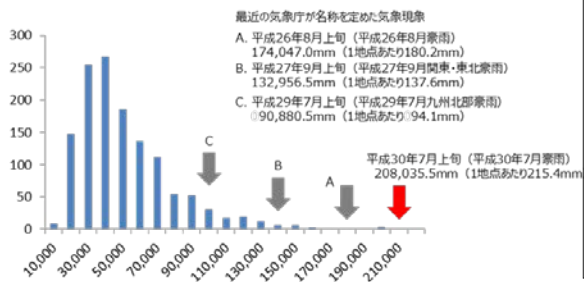 最近の気象庁が名称を定めた気象現象
A. 平成26年8月上旬（平成26年8月豪雨）
174,047.0mm（1地点あたり180.2mm）
B. 平成27年9月上旬（平成27年9月関東・東北豪雨）
132,956.5mm（1地点あたり137.6mm）
C. 平成29年7月上旬（平成29年7月九州北部豪雨）
90,880.5mm（1地点あたり94.1mm）
平成30年7月上旬（平成30年7月豪雨）
208,035.5mm（1地点あたり215.4mm
C
B
A
300
250
200
150
100
50
0
10,000 30,000 50,000 70,000 90,000 110,000 130,000 150,000 170,000 190,000 210,000